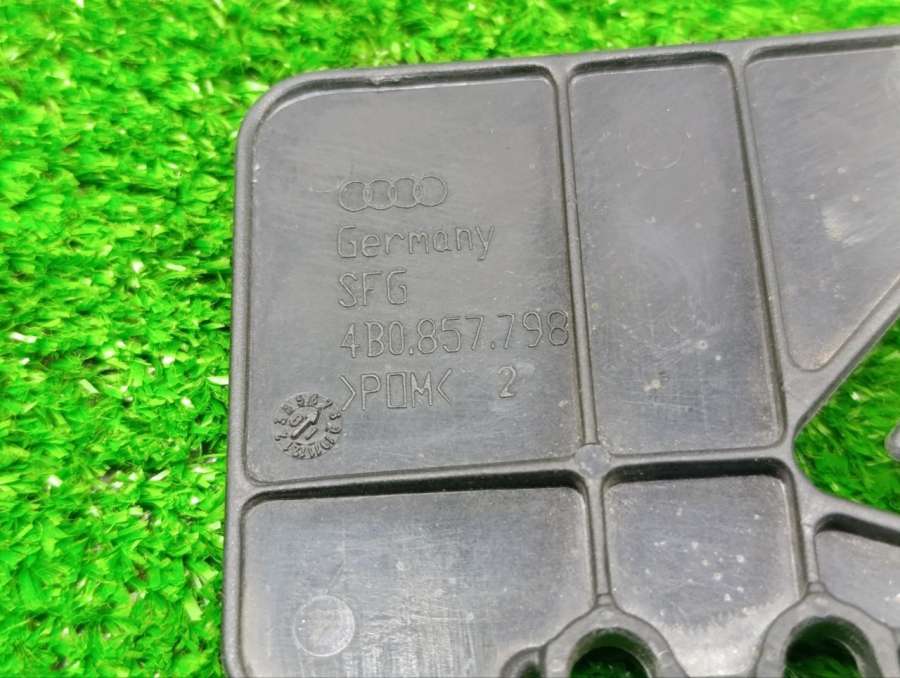 Germany
SFG
4B0.857.798
>POM< 2